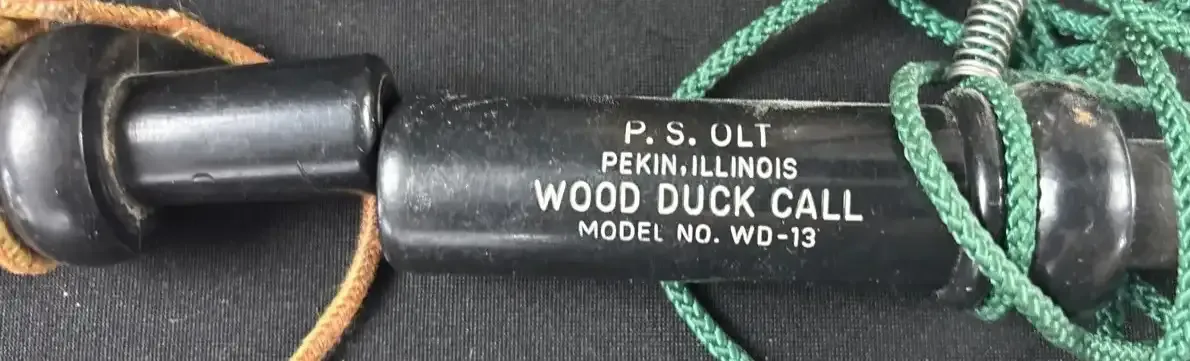 P. S. OLT
PEKIN, ILLINOIS
WOOD DUCK CALL
MODEL NO. WD-13